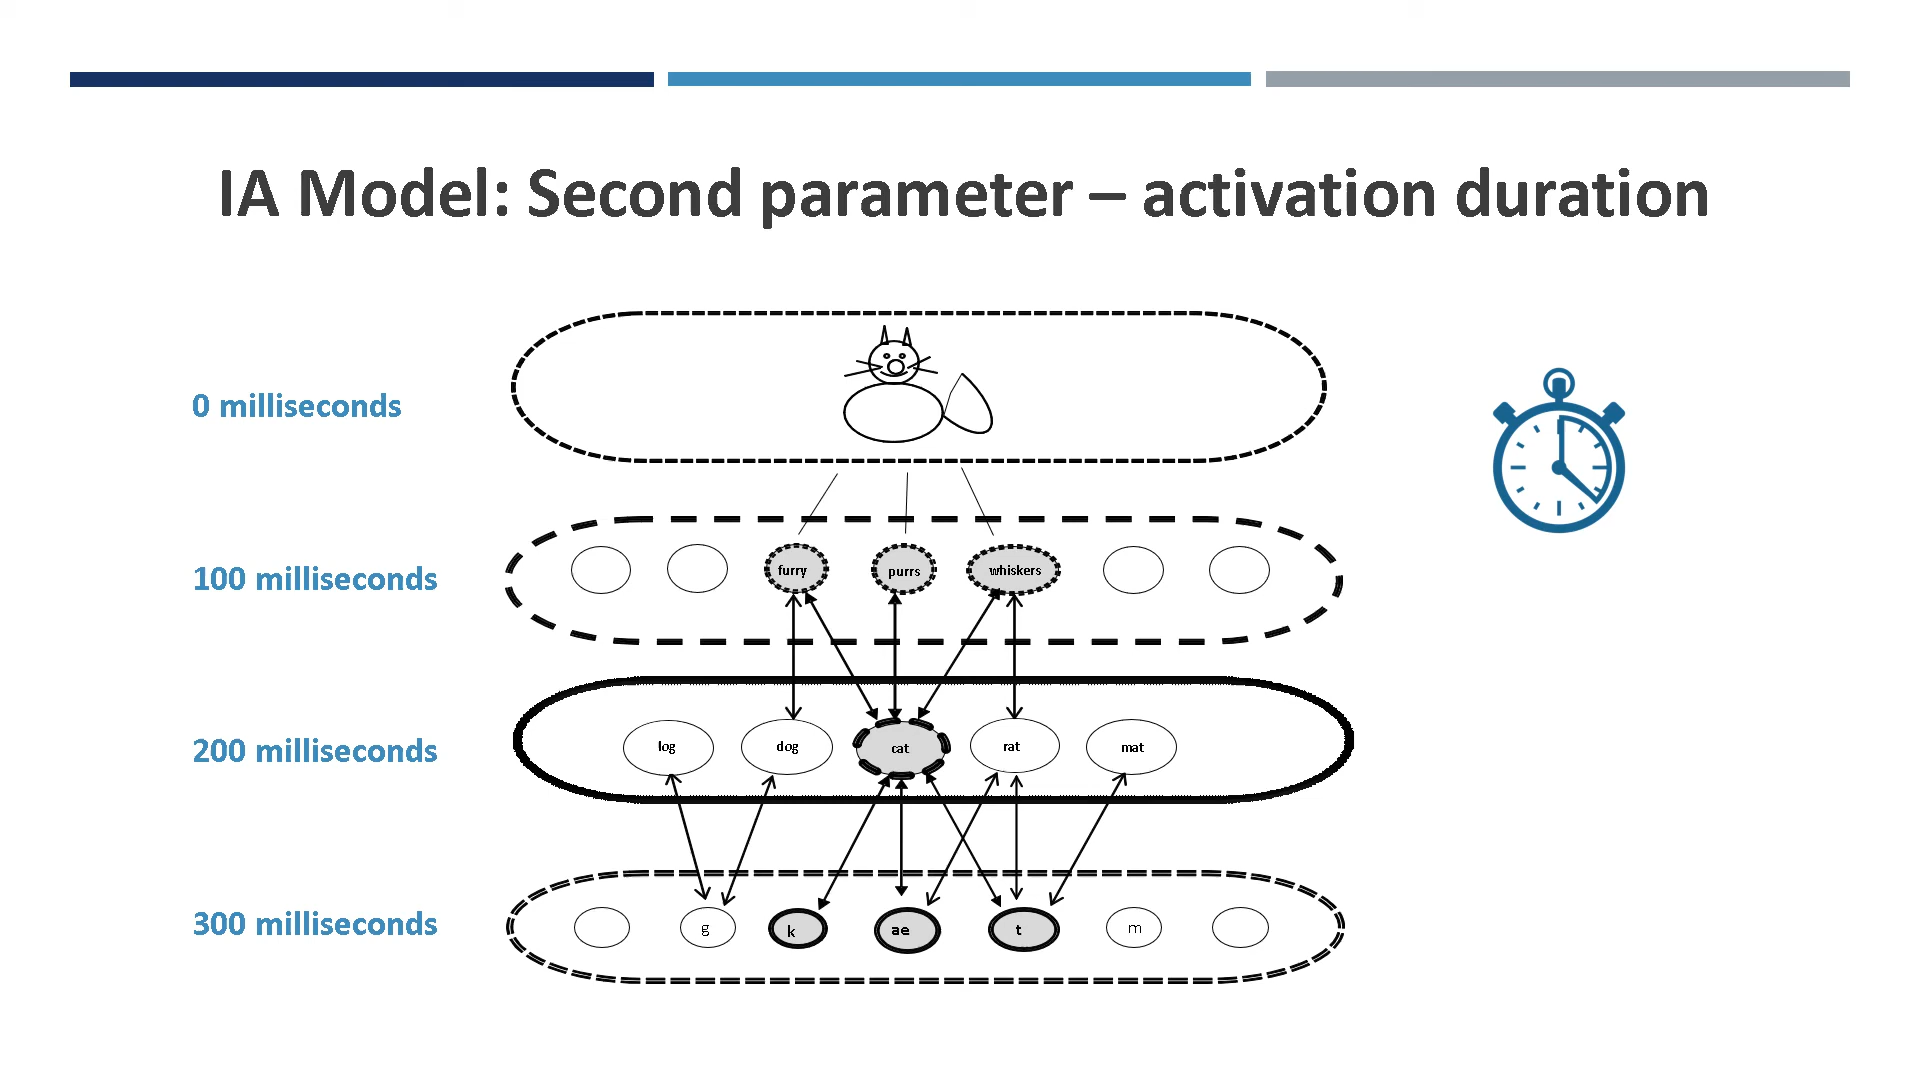 IA Model: Second parameter – activation duration
0 milliseconds
100 milliseconds
furry purrs whiskers
200 milliseconds
log dog cat rat mat
300 milliseconds
g k ae t m